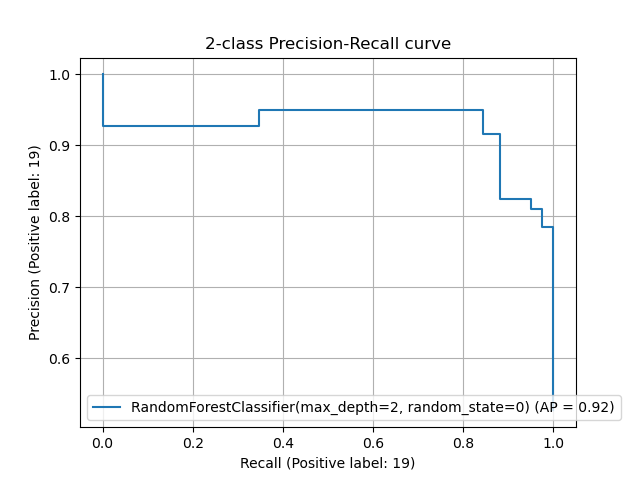 2-class Precision-Recall curve
Precision (Positive label: 19)
1.0
0.9
0.8
0.7
0.6
RandomForestClassifier(max_depth=2, random_state=0) (AP = 0.92)
0.0 0.2 0.4 0.6 0.8 1.0
Recall (Positive label: 19)